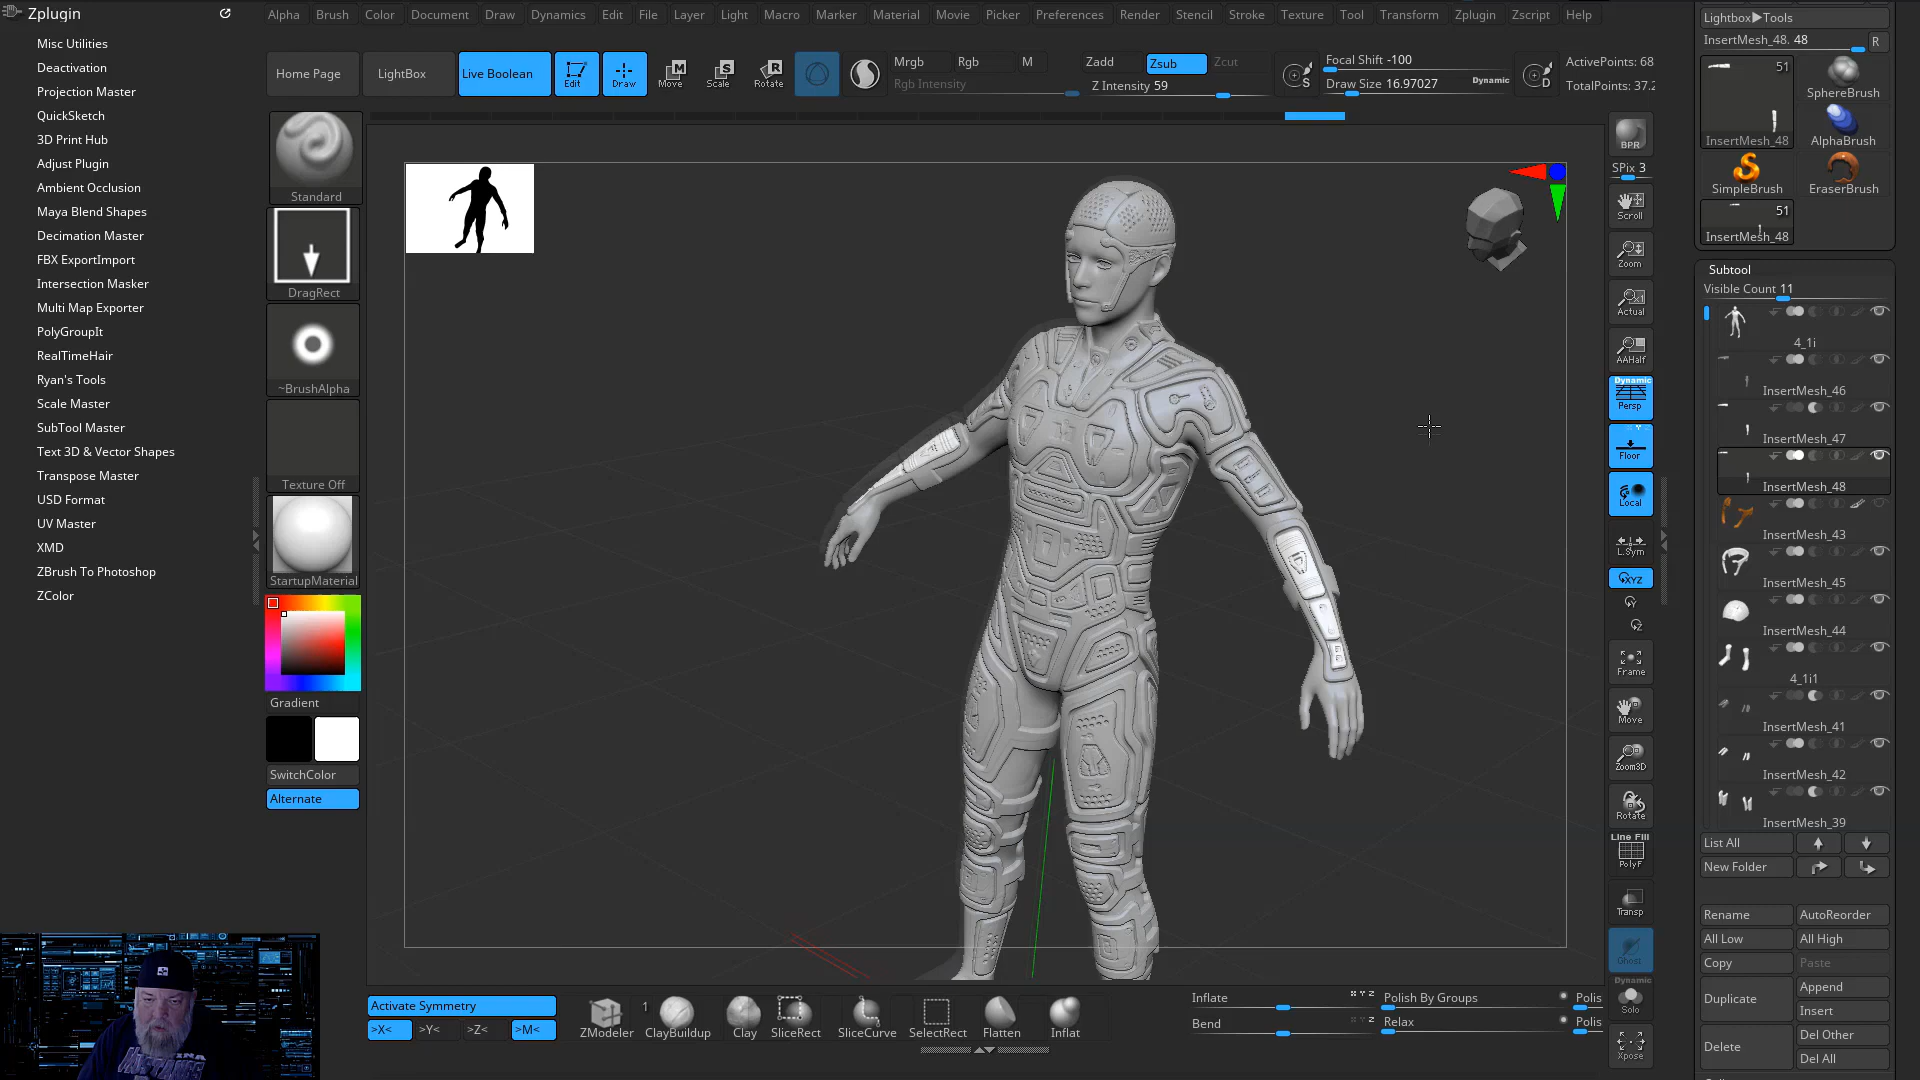 Zplugin
Misc Utilities
Deactivation
Projection Master
QuickSketch
3D Print Hub
Adjust Plugin
Ambient Occlusion
Maya Blend Shapes
Decimation Master
FBX ExportImport
Intersection Masker
Multi Map Exporter
PolyGroupIt
RealTimeHair
Ryan's Tools
Scale Master
SubTool Master
Text 3D & Vector Shapes
Transpose Master
USD Format
UV Master
XMD
ZBrush To Photoshop
ZColor
Alpha Brush Color Document Draw Dynamics Edit File Layer Light Macro Marker Material Movie Picker Preferences Render Stencil Stroke Texture Tool Transform Zplugin Zscript Help
Home Page LightBox Live Boolean Edit Draw Move Scale Rotate
Mrgb Rgb M
Rgb Intensity
Zadd Zsub Zcut
Z Intensity 59
Focal Shift -100
Draw Size 16.97027
Dynamic
ActivePoints: 68
TotalPoints: 37.2
Standard
DragRect
~BrushAlpha
Texture Off
StartupMaterial
Gradient
SwitchColor
Alternate
BPR
SPix 3
Scroll
Zoom
Actual
AAHalf
Dynamic
Persp
Floor
Local
L.Sym
XYZ
Y
Z
Frame
Move
Zoom3D
Rotate
Line Fill
PolyF
Transp
Ghost
Dynamic
Solo
Xpose
Lightbox▶Tools
InsertMesh_48. 48 R
51
InsertMesh_48
SphereBrush
AlphaBrush
SimpleBrush
EraserBrush
51
InsertMesh_48
Subtool
Visible Count 11
4_1i
InsertMesh_46
InsertMesh_47
InsertMesh_48
InsertMesh_43
InsertMesh_45
InsertMesh_44
4_1i1
InsertMesh_41
InsertMesh_42
InsertMesh_39
List All
New Folder
Rename AutoReorder
All Low All High
Copy Paste
Duplicate Append
Insert
Delete Del Other
Del All
Activate Symmetry
>X< >Y< >Z< >M<
ZModeler
1
ClayBuildup
Clay
SliceRect
SliceCurve
SelectRect
Flatten
Inflat
Inflate
Bend
Polish By Groups
Relax
Polis
Polis